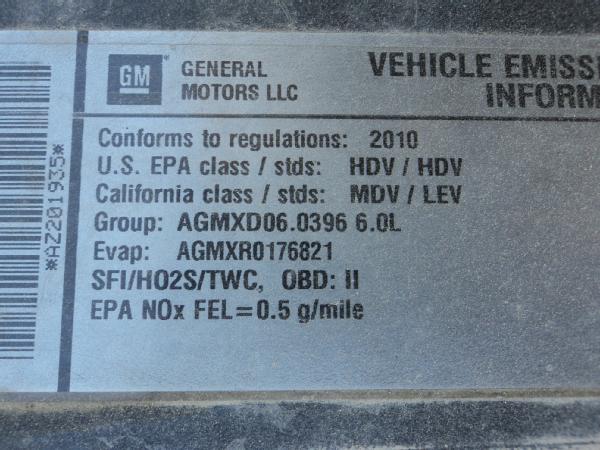 GM
GENERAL
MOTORS LLC
VEHICLE
Conforms to regulations: 2010
U.S. EPA class / stds: HDV / HDV
California class / stds: MDV / LEV
Group: AGMXD06.0396 6.0L
Evap: AGMXR0176821
SFI/HO2S/TWC, OBD: II
EPA NOx FEL=0.5 g/mile
*AZ201935*